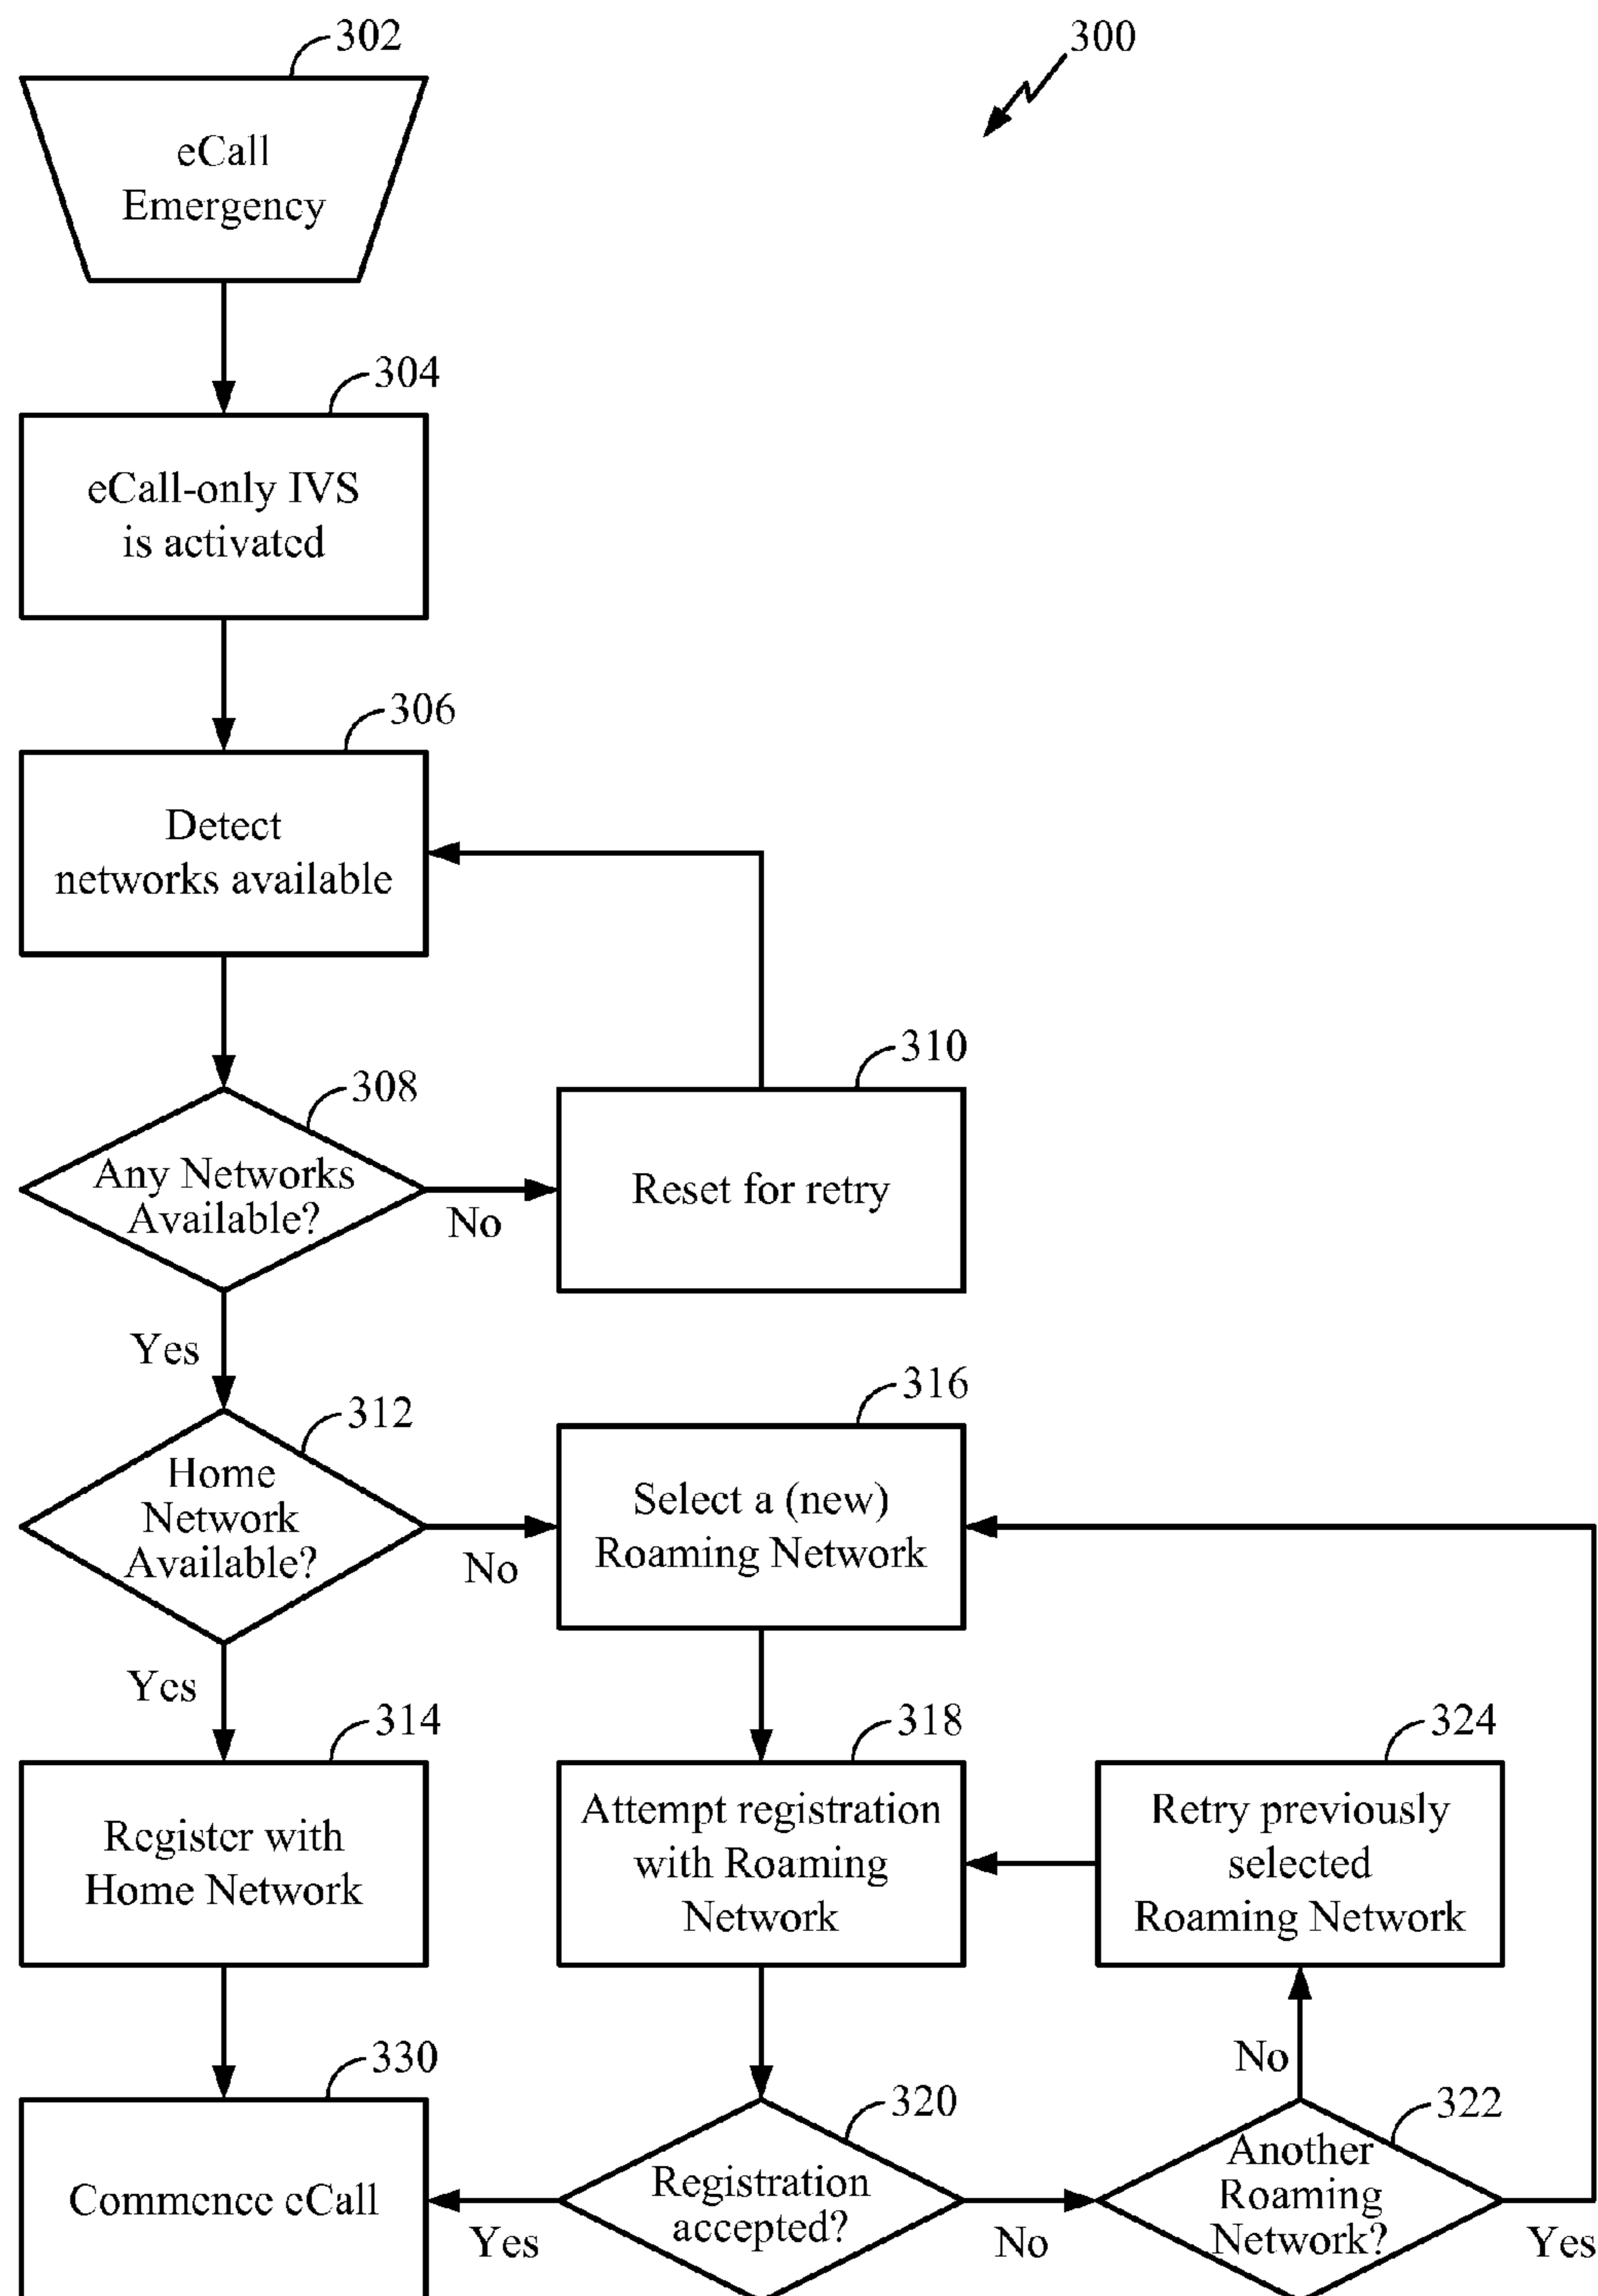 302
300
eCall
Emergency
304
eCall-only IVS
is activated
306
Detect
networks available
310
308
Any Networks
Available?
No
Reset for retry
Yes
316
312
Home
Network
Available?
No
Select a (new)
Roaming Network
Yes
314
318
324
Register with
Home Network
Attempt registration
with Roaming
Network
Retry previously
selected
Roaming Network
330
No
320
322
Commence eCall
Yes
Registration
accepted?
No
Another
Roaming
Network?
Yes